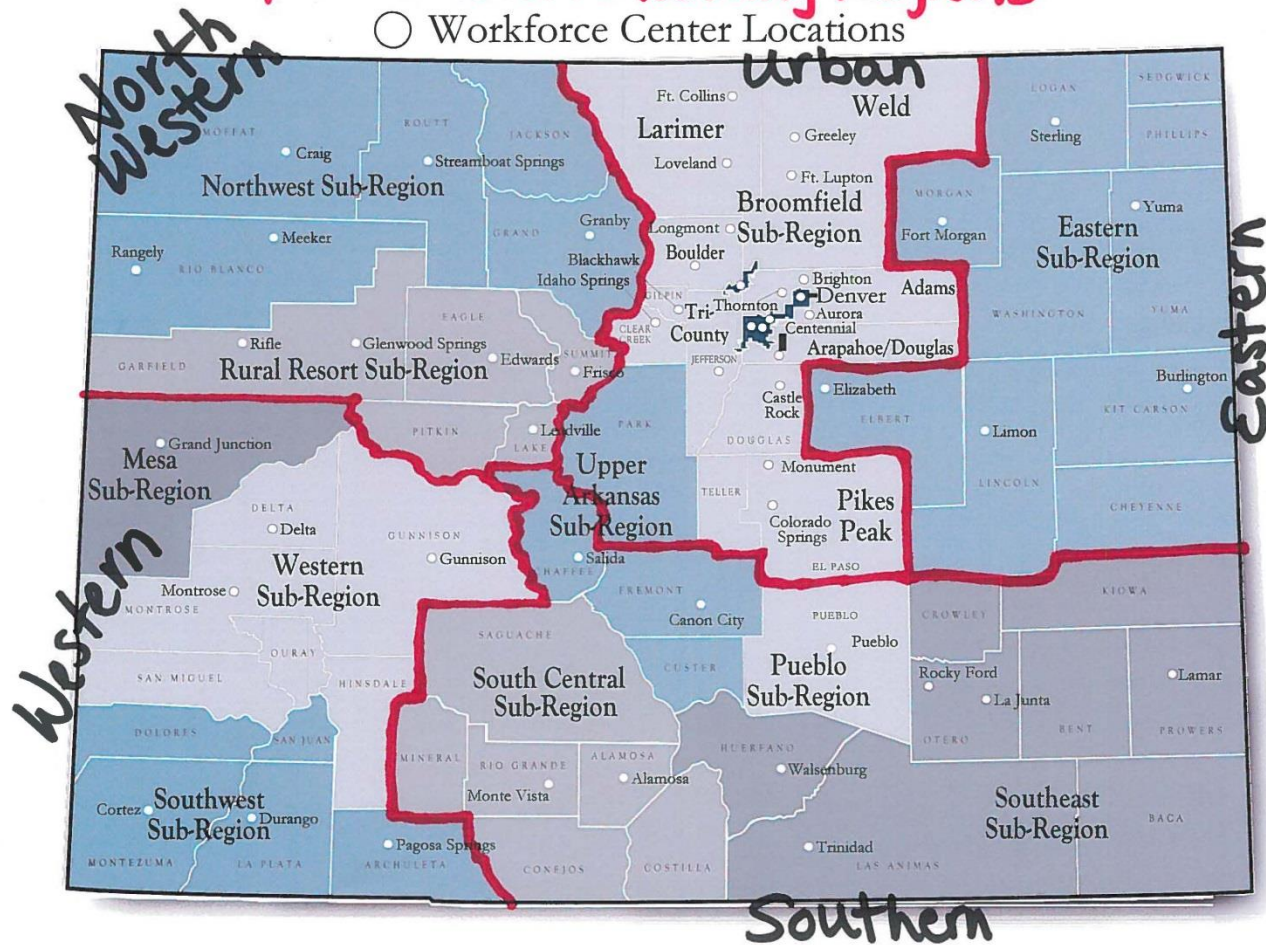 ○ Workforce Center Locations
North
Western
Urban
Eastern
Western
Southern
MOFFAT
ROUTT
JACKSON
Craig
Streamboat Springs
Northwest Sub-Region
Rangely
Meeker
RIO BLANCO
GRAND
Granby
Blackhawk
Idaho Springs
EAGLE
GARFIELD
Rifle
Glenwood Springs
Edwards
SUMMIT
Frisco
Rural Resort Sub-Region
PITKIN
LAKE
Leadville
Ft. Collins
Larimer
Weld
Greeley
Loveland
Ft. Lupton
Broomfield
Sub-Region
Longmont
Boulder
GILPIN
CLEAR
CREEK
Tri-
County
JEFFERSON
Thornton
Brighton
Denver
Adams
Aurora
Centennial
Arapahoe/Douglas
Castle
Rock
DOUGLAS
LOGAN
SEDGWICK
PHILLIPS
Sterling
MORGAN
Fort Morgan
Yuma
Eastern
Sub-Region
WASHINGTON
YUMA
Elizabeth
ELBERT
Limon
LINCOLN
Burlington
KIT CARSON
CHEYENNE
PARK
Upper
Arkansas
Sub-Region
Salida
CHAFFEE
FREMONT
Canon City
CUSTER
TELLER
Monument
Colorado
Springs
Pikes
Peak
EL PASO
Grand Junction
Mesa
Sub-Region
DELTA
Delta
GUNNISON
Gunnison
Western
Sub-Region
Montrose
MONTROSE
OURAY
SAN MIGUEL
HINSDALE
DOLORES
SAN JUAN
Cortez
Southwest
Sub-Region
Durango
MONTEZUMA
LA PLATA
Pagosa Springs
ARCHULETA
SAGUACHE
South Central
Sub-Region
MINERAL
RIO GRANDE
Monte Vista
ALAMOSA
Alamosa
CONEJOS
COSTILLA
PUEBLO
Pueblo
Pueblo
Sub-Region
CROWLEY
KIOWA
Rocky Ford
La Junta
OTERO
BENT
Lamar
PROWERS
HUERFANO
Walsenburg
Southeast
Sub-Region
BACA
Trinidad
LAS ANIMAS